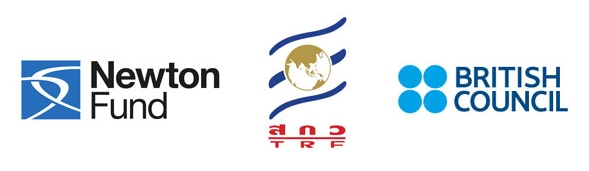 Newton
Fund
สกว
TRF
BRITISH
COUNCIL